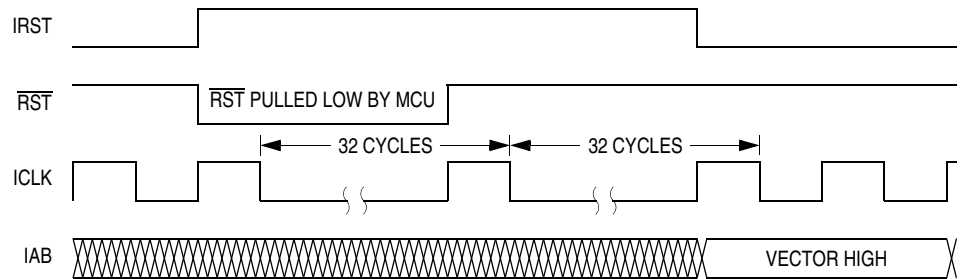 IRST
RST
RST PULLED LOW BY MCU
32 CYCLES
32 CYCLES
ICLK
IAB
VECTOR HIGH